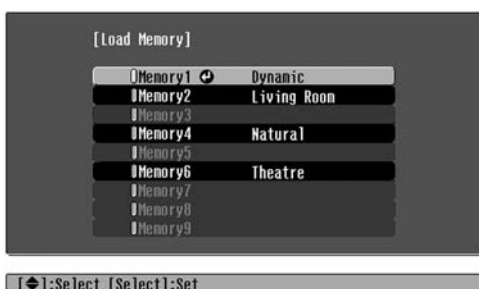 [Load Memory]
Memory1 Dynamic
Memory2 Living Room
Memory3
Memory4 Natural
Memory5
Memory6 Theatre
Memory7
Memory8
Memory9
[◆]:Select [Select]:Set